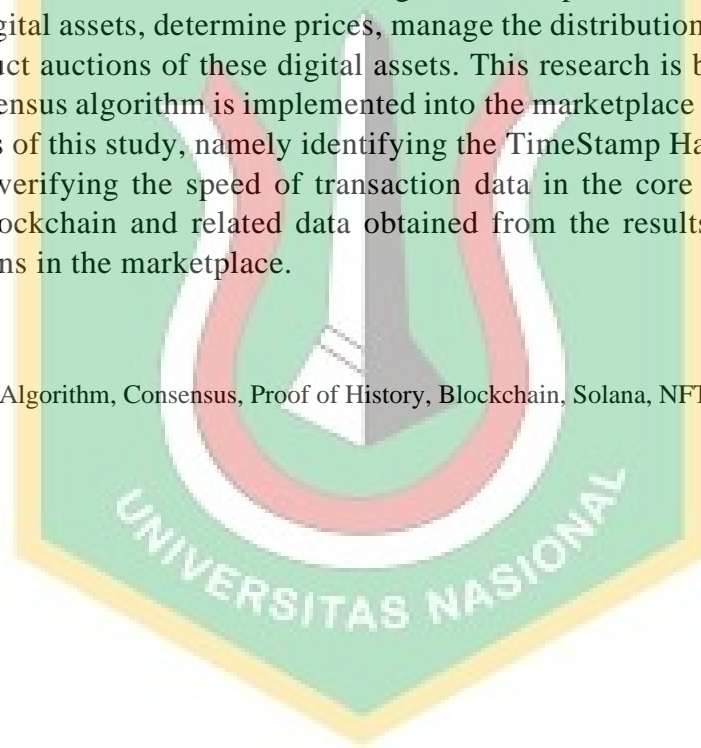 gital assets, determine prices, manage the distribution
uct auctions of these digital assets. This research is b
ensus algorithm is implemented into the marketplace
s of this study, namely identifying the TimeStamp Ha
verifying the speed of transaction data in the core
ockchain and related data obtained from the results
ns in the marketplace.
Algorithm, Consensus, Proof of History, Blockchain, Solana, NFT
UNIVERSITAS NASIONAL